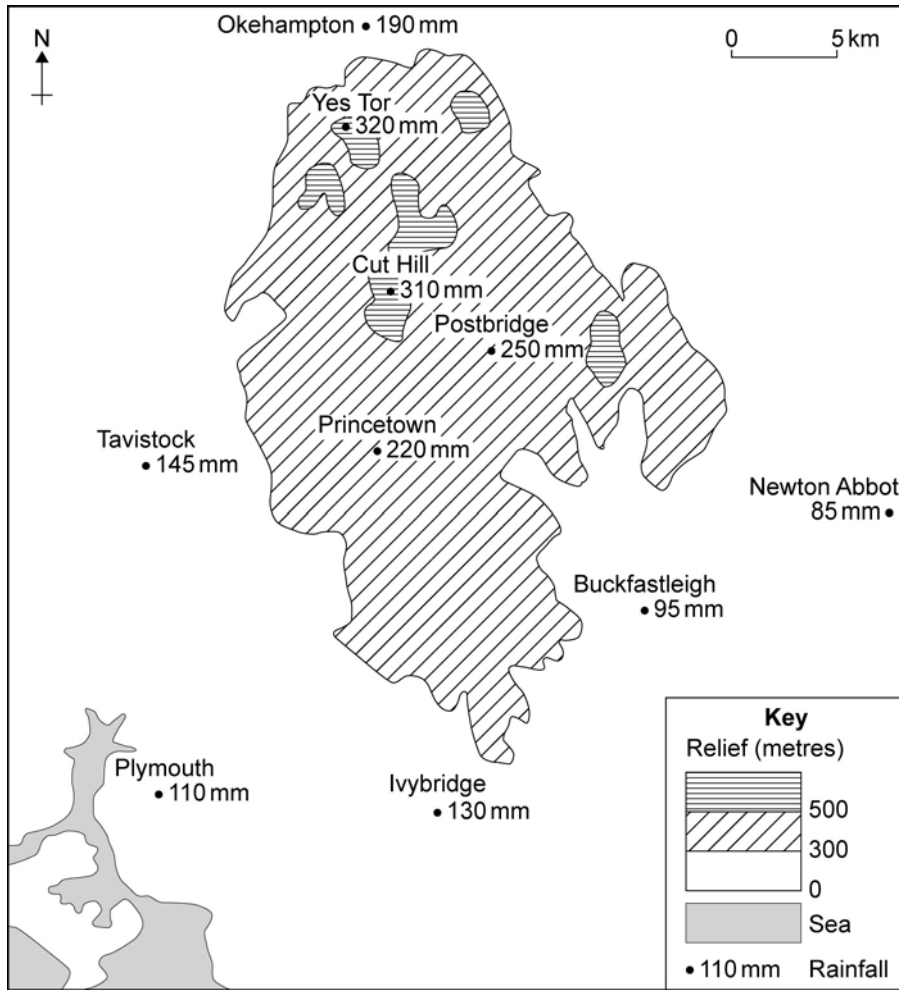 Okehampton • 190 mm
N
0 5 km
Yes Tor
• 320 mm
Cut Hill
• 310 mm
Postbridge
• 250 mm
Princetown
• 220 mm
Tavistock
• 145 mm
Newton Abbot
85 mm •
Buckfastleigh
• 95 mm
Plymouth
• 110 mm
Ivybridge
• 130 mm
Key
Relief (metres)
500
300
0
Sea
• 110 mm Rainfall